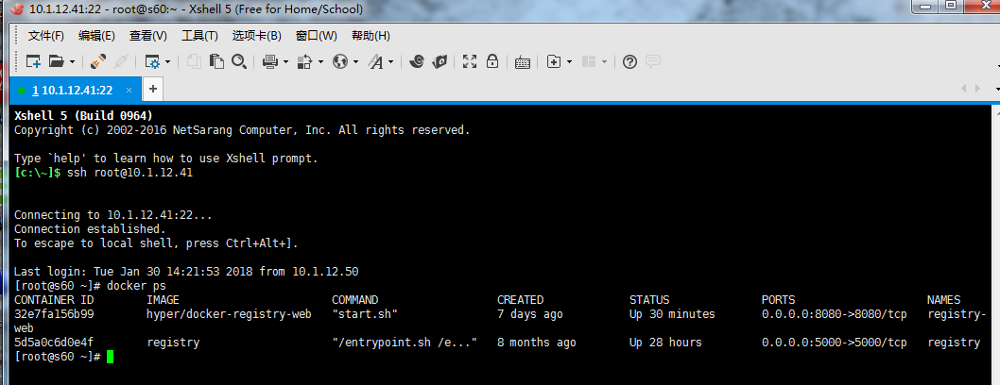 10.1.12.41:22 - root@s60:~ - Xshell 5 (Free for Home/School)
文件(F) 编辑(E) 查看(V) 工具(T) 选项卡(B) 窗口(W) 帮助(H)
1 10.1.12.41:22 × +
Xshell 5 (Build 0964)
Copyright (c) 2002-2016 NetSarang Computer, Inc. All rights reserved.
Type `help' to learn how to use Xshell prompt.
[c:\~]$ ssh root@10.1.12.41
Connecting to 10.1.12.41:22...
Connection established.
To escape to local shell, press Ctrl+Alt+].
Last login: Tue Jan 30 14:21:53 2018 from 10.1.12.50
[root@s60 ~]# docker ps
CONTAINER ID        IMAGE                       COMMAND                  CREATED             STATUS              PORTS                    NAMES
32e7fa156b99        hyper/docker-registry-web   "start.sh"               7 days ago          Up 30 minutes       0.0.0.0:8080->8080/tcp   registry-
web
5d5a0c6d0e4f        registry                    "/entrypoint.sh /e..."   8 months ago        Up 28 hours         0.0.0.0:5000->5000/tcp   registry
[root@s60 ~]#